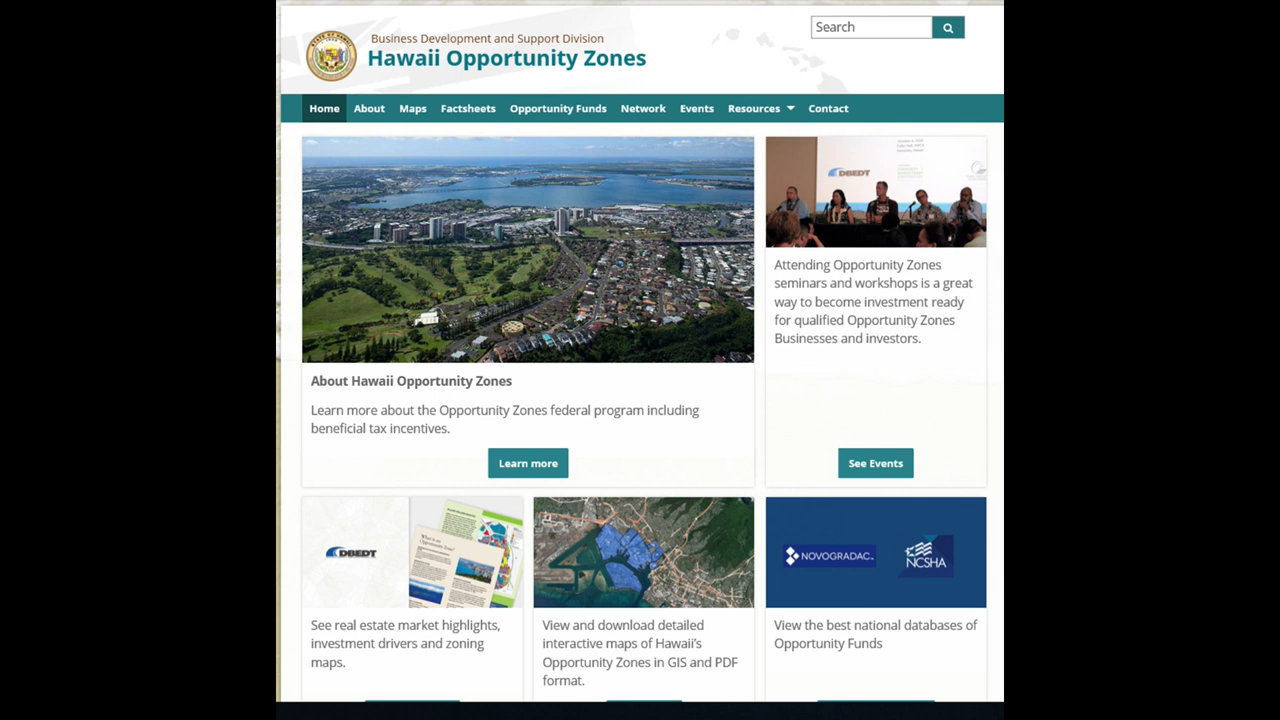 Business Development and Support Division
Hawaii Opportunity Zones
Search
Home About Maps Factsheets Opportunity Funds Network Events Resources Contact
DBEDT
Attending Opportunity Zones
seminars and workshops is a great
way to become investment ready
for qualified Opportunity Zones
Businesses and investors.
See Events
About Hawaii Opportunity Zones
Learn more about the Opportunity Zones federal program including
beneficial tax incentives.
Learn more
DBEDT
What is an
Opportunity Zone?
See real estate market highlights,
investment drivers and zoning
maps.
View and download detailed
interactive maps of Hawaii’s
Opportunity Zones in GIS and PDF
format.
NOVOGRADAC
NCSHA
View the best national databases of
Opportunity Funds